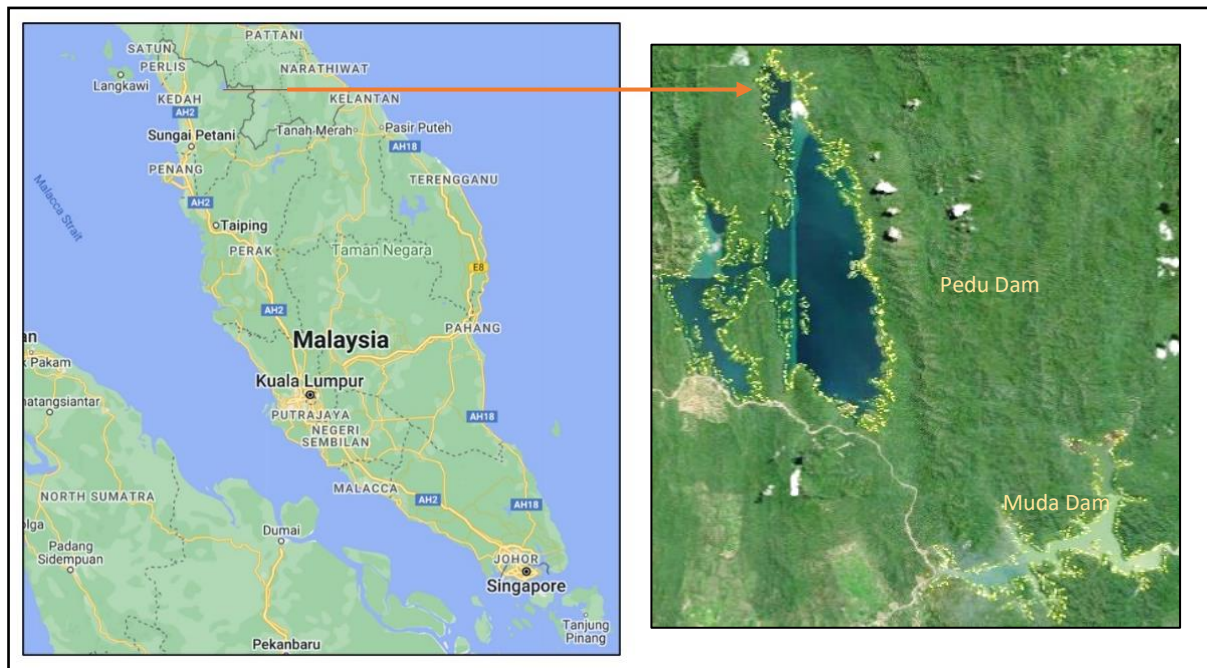 PATTANI
SATUN
PERLIS
NARATHIWAT
Langkawi
KEDAH
KELANTAN
AH2
Tanah Merah
Pasir Puteh
Sungai Petani
AH18
PENANG
TERENGGANU
AH2
Malacca Strait
Taiping
PERAK
Taman Negara
E8
AH2
PAHANG
Malaysia
Kuala Lumpur
PUTRAJAYA
NEGERI
SEMBILAN
AH18
MALACCA
AH2
AH18
an
k Pakam
matangsiantar
NORTH SUMATRA
olga
Padang
Sidempuan
Dumai
JOHOR
Singapore
Tanjung
Pinang
Pekanbaru
Pedu Dam
Muda Dam